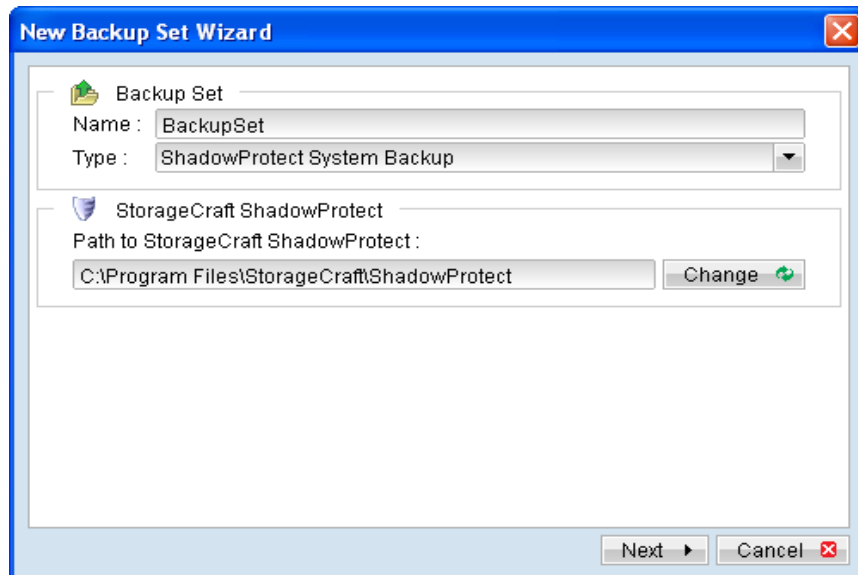 New Backup Set Wizard
Backup Set
Name : BackupSet
Type : ShadowProtect System Backup
StorageCraft ShadowProtect
Path to StorageCraft ShadowProtect :
C:\Program Files\StorageCraft\ShadowProtect Change
Next Cancel